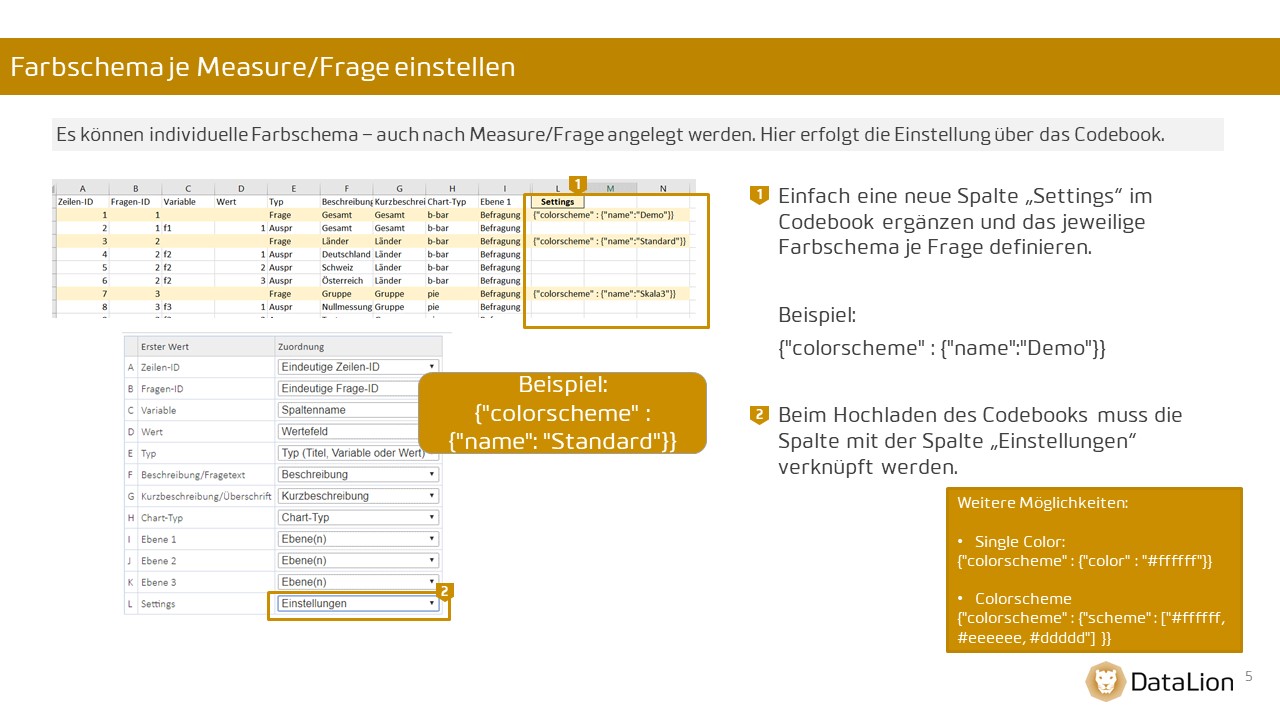 Farbschema je Measure/Frage einstellen
Es können individuelle Farbschema – auch nach Measure/Frage angelegt werden. Hier erfolgt die Einstellung über das Codebook.
1
A B C D E F G H I L M N
Zeilen-ID Fragen-ID Variable Wert Typ Beschreibung Kurzbeschrei Chart-Typ Ebene 1 Settings
1 1 Frage Gesamt Gesamt b-bar Befragung {"colorscheme" : {"name":"Demo"}}
2 1 f1 1 Auspr Gesamt Gesamt b-bar Befragung
3 2 Frage Länder Länder b-bar Befragung {"colorscheme" : {"name":"Standard"}}
4 2 f2 1 Auspr Deutschland Länder b-bar Befragung
5 2 f2 2 Auspr Schweiz Länder b-bar Befragung
6 2 f2 3 Auspr Österreich Länder b-bar Befragung
7 3 Frage Gruppe Gruppe pie Befragung {"colorscheme" : {"name":"Skala3"}}
8 3 f3 1 Auspr Nullmessung Gruppe pie Befragung
Erster Wert Zuordnung
A Zeilen-ID Eindeutige Zeilen-ID
B Fragen-ID Eindeutige Frage-ID
C Variable Spaltenname
D Wert Wertefeld
E Typ Typ (Titel, Variable oder Wert)
F Beschreibung/Fragetext Beschreibung
G Kurzbeschreibung/Überschrift Kurzbeschreibung
H Chart-Typ Chart-Typ
I Ebene 1 Ebene(n)
J Ebene 2 Ebene(n)
K Ebene 3 Ebene(n)
L Settings Einstellungen
2
Beispiel:
{"colorscheme" :
{"name": "Standard"}}
1 Einfach eine neue Spalte „Settings“ im
Codebook ergänzen und das jeweilige
Farbschema je Frage definieren.
Beispiel:
{"colorscheme" : {"name":"Demo"}}
2 Beim Hochladen des Codebooks muss die
Spalte mit der Spalte „Einstellungen“
verknüpft werden.
Weitere Möglichkeiten:
• Single Color:
{"colorscheme" : {"color" : "#ffffff"}}
• Colorscheme
{"colorscheme" : {"scheme" : ["#ffffff,
#eeeeee, #ddddd"] }}
DataLion
5